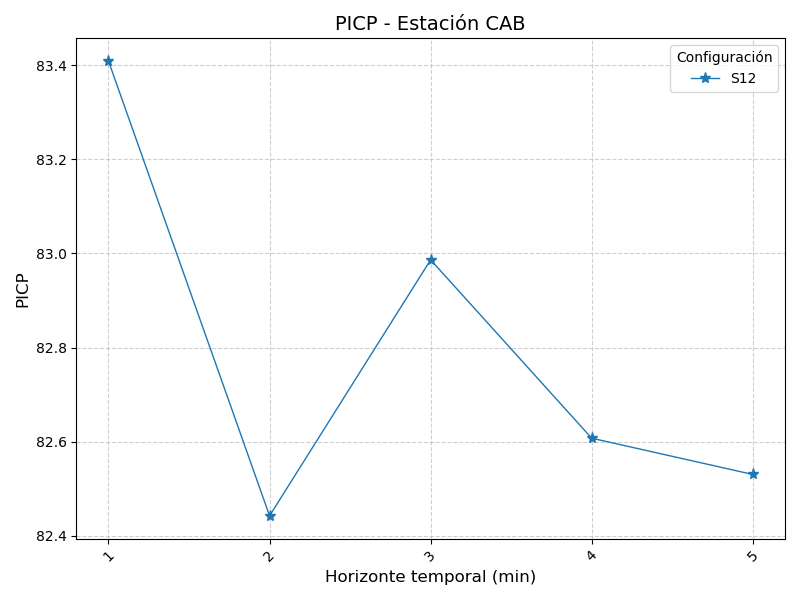 PICP - Estación CAB
Configuración
S12
PICP
83.4
83.2
83.0
82.8
82.6
82.4
1
2
3
4
5
Horizonte temporal (min)